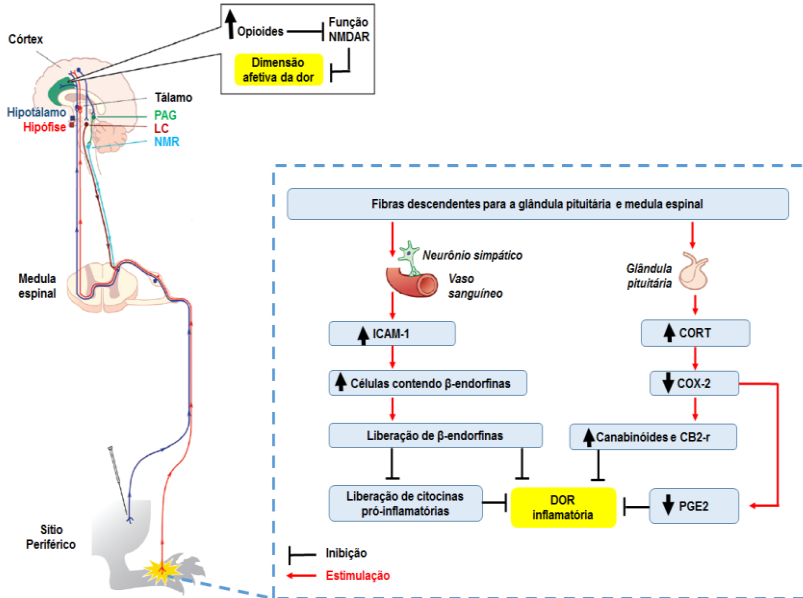 Opioides
Função
NMDAR
Dimensão
afetiva da dor
Córtex
Tálamo
Hipotálamo
PAG
Hipófise
LC
NMR
Fibras descendentes para a glândula pituitária e medula espinal
Neurônio simpático
Vaso
sanguíneo
Glândula
pituitária
Medula
espinal
ICAM-1
CORT
Células contendo β-endorfinas
COX-2
Liberação de β-endorfinas
Canabinóides e CB2-r
Liberação de citocinas
pró-inflamatórias
DOR
inflamatória
PGE2
Sítio
Periférico
Inibição
Estimulação